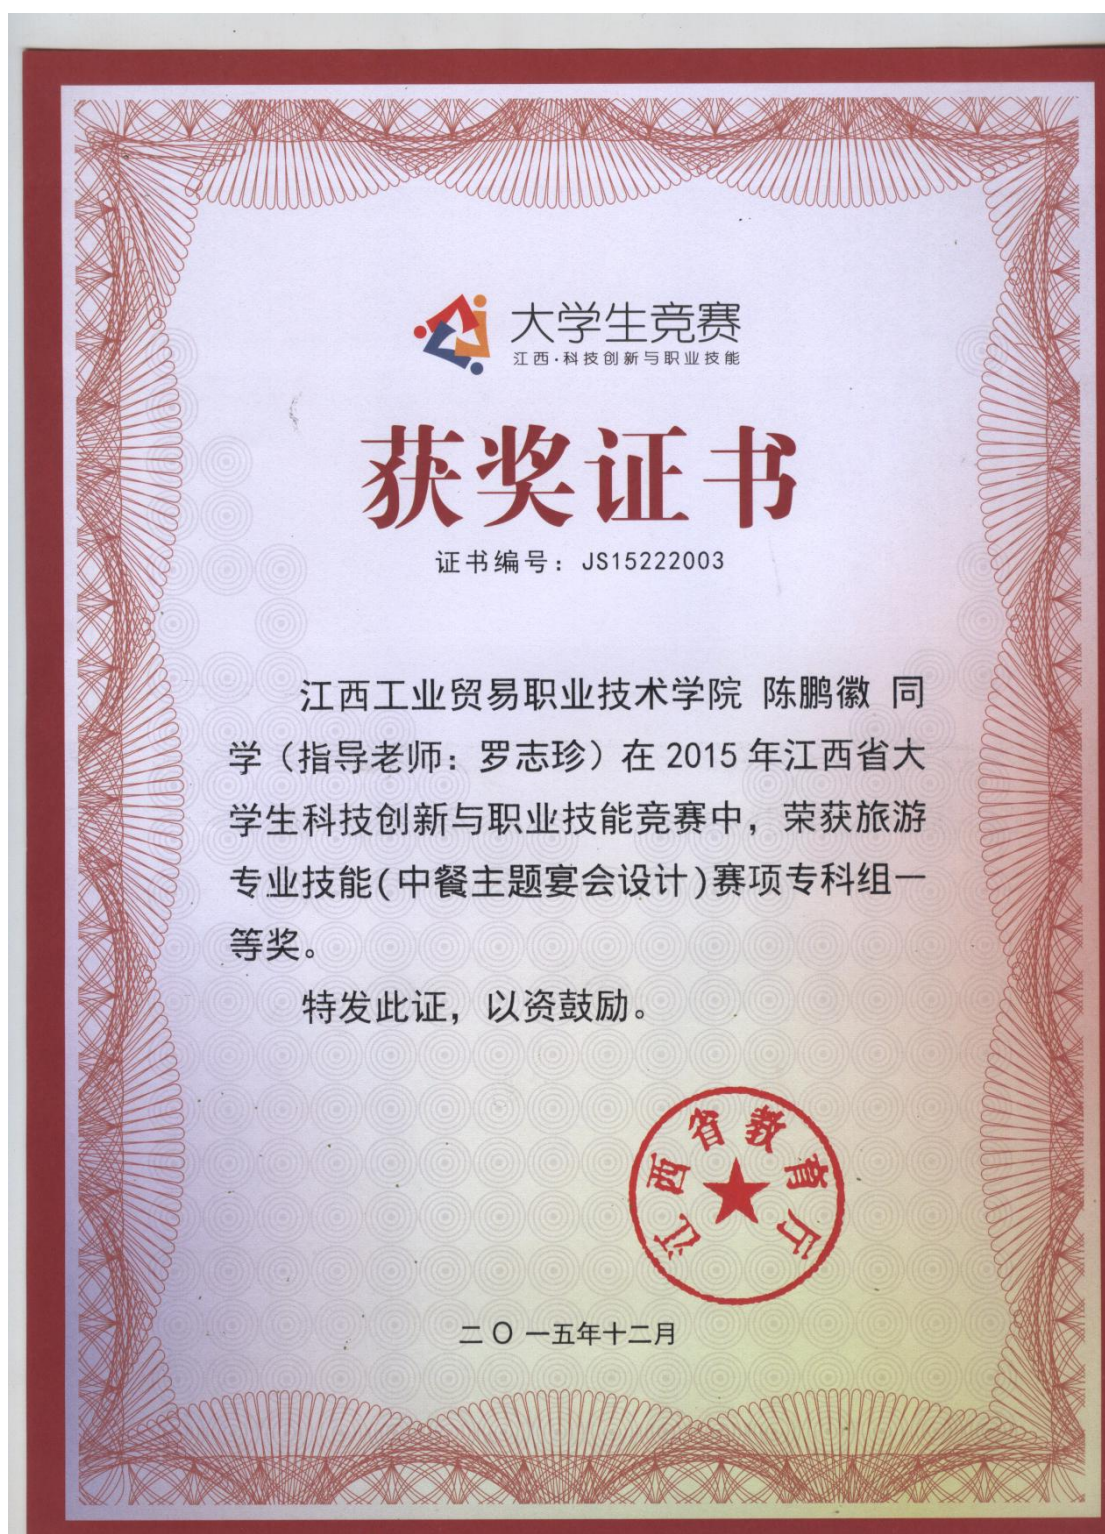 大学生竞赛
江西·科技创新与职业技能
获奖证书
证书编号：JS15222003
江西工业贸易职业技术学院 陈鹏徽 同
学（指导老师：罗志珍）在 2015 年江西省大
学生科技创新与职业技能竞赛中，荣获旅游
专业技能(中餐主题宴会设计)赛项专科组一
等奖。
特发此证，以资鼓励。
江西省教育厅
二〇一五年十二月